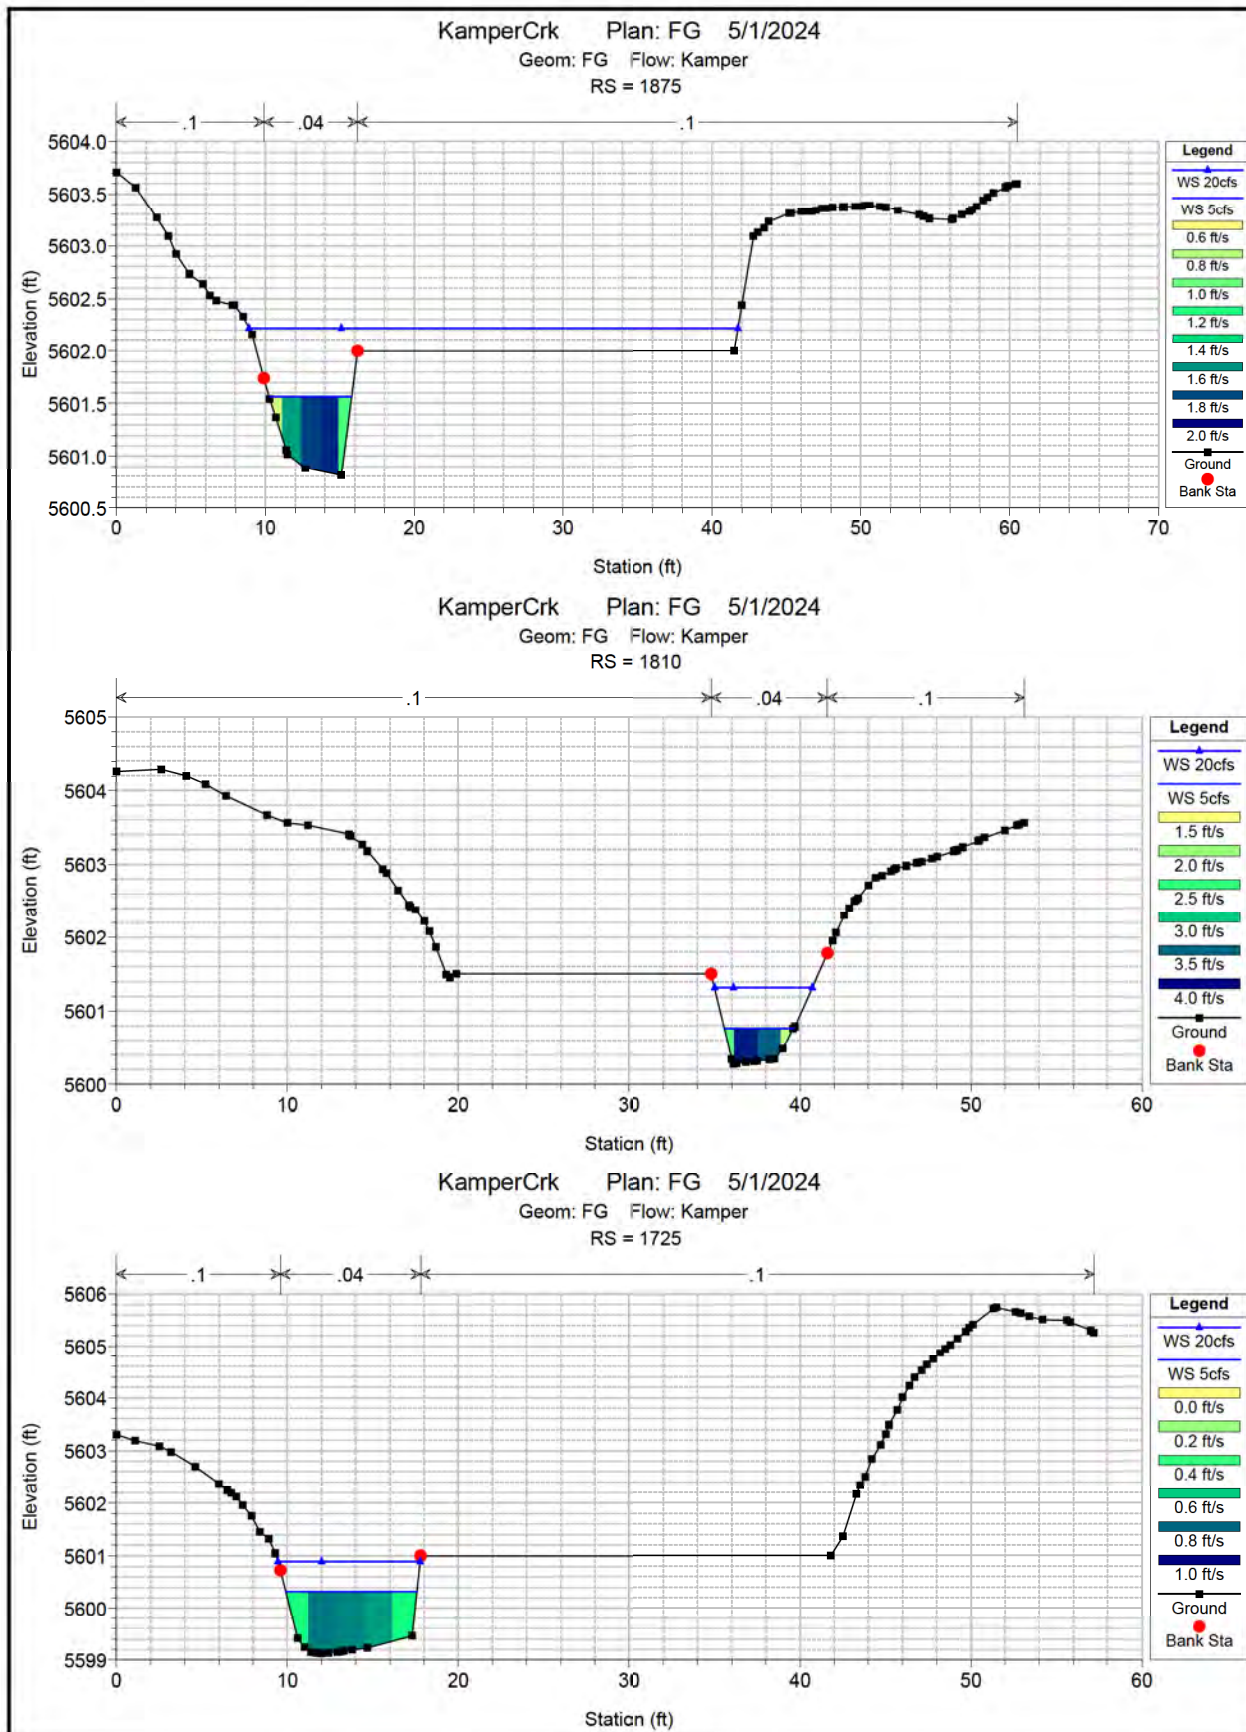 KamperCrk Plan: FG 5/1/2024
Geom: FG Flow: Kamper
RS = 1875
.1 .04 .1
5604.0
5603.5
5603.0
5602.5
5602.0
5601.5
5601.0
5600.5
Elevation (ft)
0 10 20 30 40 50 60 70
Station (ft)
Legend
WS 20cfs
WS 5cfs
0.6 ft/s
0.8 ft/s
1.0 ft/s
1.2 ft/s
1.4 ft/s
1.6 ft/s
1.8 ft/s
2.0 ft/s
Ground
Bank Sta
KamperCrk Plan: FG 5/1/2024
Geom: FG Flow: Kamper
RS = 1810
.1 .04 .1
5605
5604
5603
5602
5601
5600
Elevation (ft)
0 10 20 30 40 50 60
Station (ft)
Legend
WS 20cfs
WS 5cfs
1.5 ft/s
2.0 ft/s
2.5 ft/s
3.0 ft/s
3.5 ft/s
4.0 ft/s
Ground
Bank Sta
KamperCrk Plan: FG 5/1/2024
Geom: FG Flow: Kamper
RS = 1725
.1 .04 .1
5606
5605
5604
5603
5602
5601
5600
5599
Elevation (ft)
0 10 20 30 40 50 60
Station (ft)
Legend
WS 20cfs
WS 5cfs
0.0 ft/s
0.2 ft/s
0.4 ft/s
0.6 ft/s
0.8 ft/s
1.0 ft/s
Ground
Bank Sta